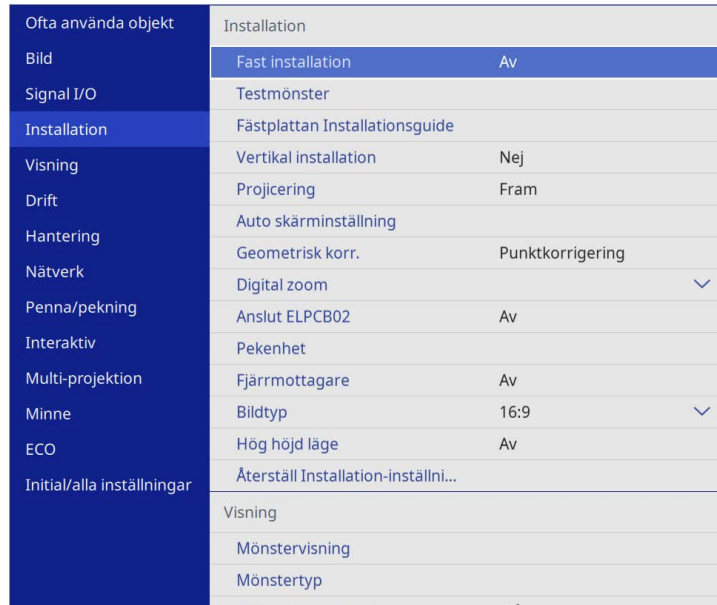 Ofta använda objekt
Bild
Signal I/O
Installation
Visning
Drift
Hantering
Nätverk
Penna/pekning
Interaktiv
Multi-projektion
Minne
ECO
Initial/alla inställningar
Installation
Fast installation Av
Testmönster
Fästplattan Installationsguide
Vertikal installation Nej
Projicering Fram
Auto skärminställning
Geometrisk korr. Punktkorrigering
Digital zoom
Anslut ELPCB02 Av
Pekenhet
Fjärrmottagare Av
Bildtyp 16:9
Hög höjd läge Av
Återställ Installation-inställni...
Visning
Mönstervisning
Mönstertyp